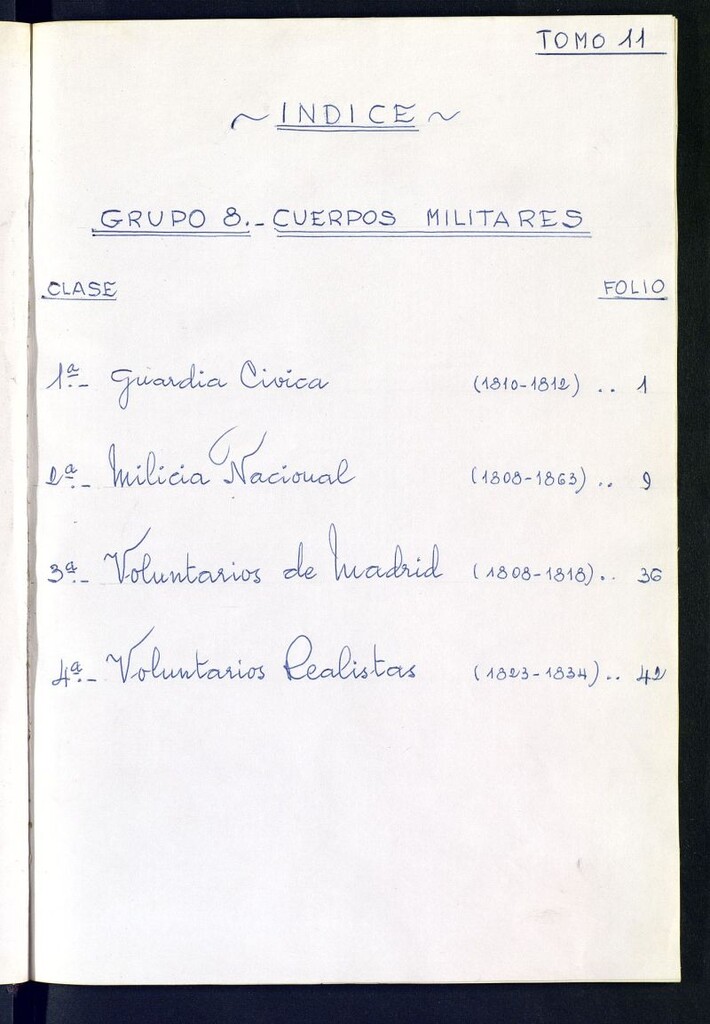 TOMO 11
~ INDICE ~
GRUPO 8.- CUERPOS MILITARES
CLASE FOLIO
1ª.- Guardia Civica (1810-1812) .. 1
2ª.- Milicia Nacional (1808-1863) .. 9
3ª.- Voluntarios de Madrid (1808-1818) .. 36
4ª.- Voluntarios Realistas (1823-1834) .. 42